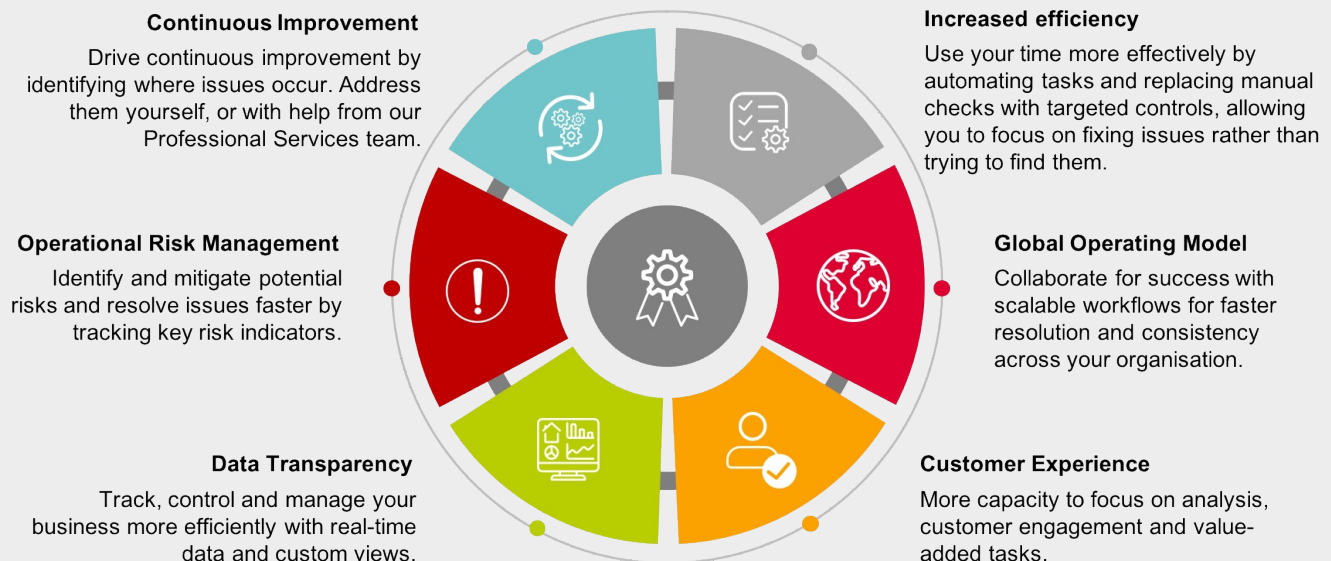 Continuous Improvement
Drive continuous improvement by
identifying where issues occur. Address
them yourself, or with help from our
Professional Services team.
Increased efficiency
Use your time more effectively by
automating tasks and replacing manual
checks with targeted controls, allowing
you to focus on fixing issues rather than
trying to find them.
Operational Risk Management
Identify and mitigate potential
risks and resolve issues faster by
tracking key risk indicators.
Global Operating Model
Collaborate for success with
scalable workflows for faster
resolution and consistency
across your organisation.
Data Transparency
Track, control and manage your
business more efficiently with real-time
data and custom views.
Customer Experience
More capacity to focus on analysis,
customer engagement and value-
added tasks.